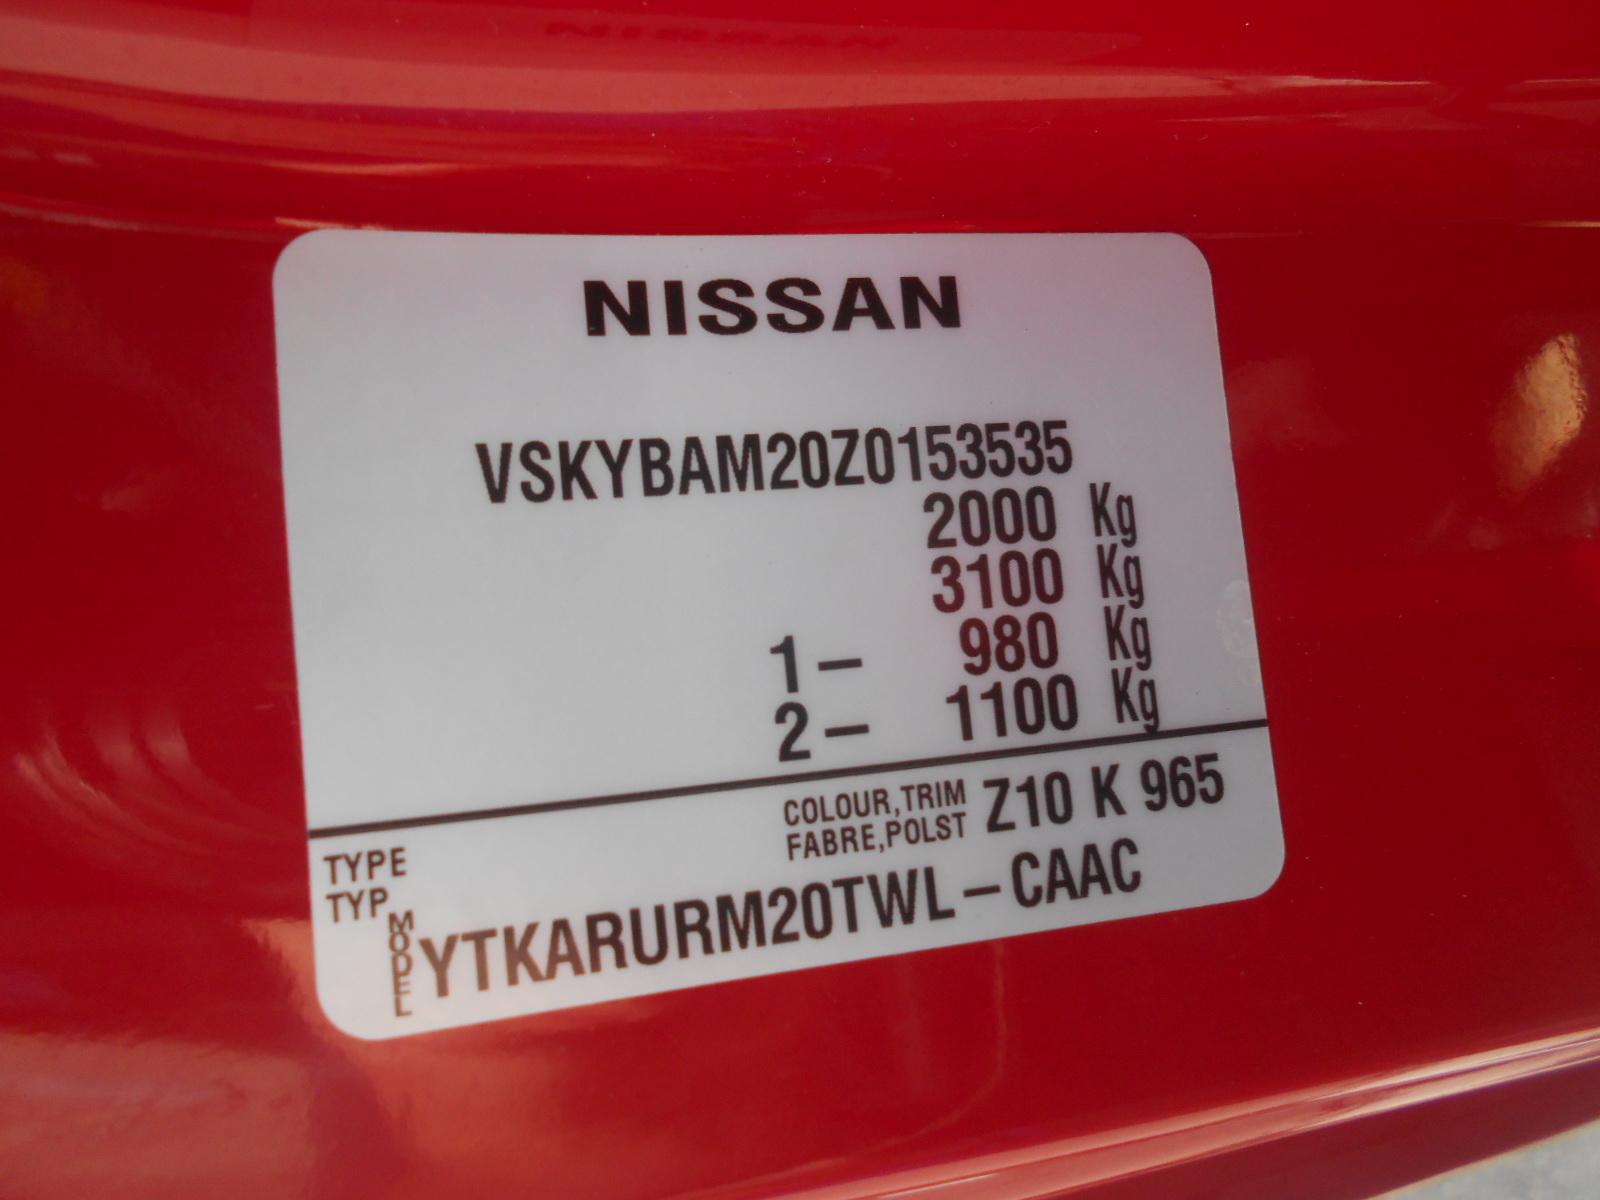 NISSAN
VSKYBAM20Z0153535
2000 Kg
3100 Kg
1 – 980 Kg
2 – 1100 Kg
COLOUR,TRIM
FABRE,POLST
Z10 K 965
TYPE
TYP
MODEL
YTKARURM20TWL – CAAC